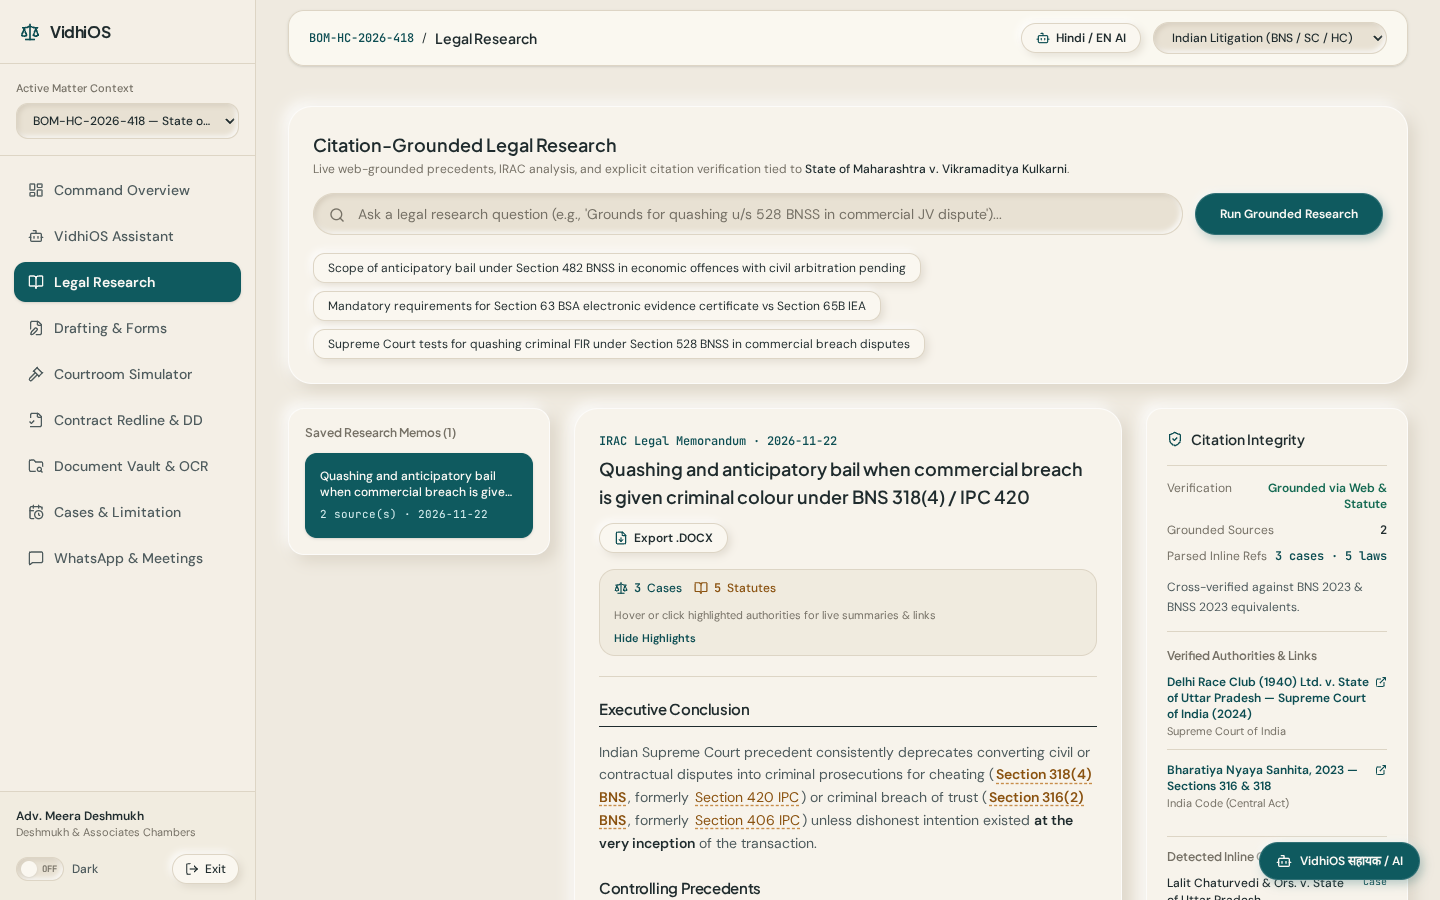 VidhiOS
Active Matter Context
BOM-HC-2026-418 — State o...
Command Overview
VidhiOS Assistant
Legal Research
Drafting & Forms
Courtroom Simulator
Contract Redline & DD
Document Vault & OCR
Cases & Limitation
WhatsApp & Meetings
Adv. Meera Deshmukh
Deshmukh & Associates Chambers
OFF Dark Exit
BOM-HC-2026-418 / Legal Research
Hindi / EN AI
Indian Litigation (BNS / SC / HC)
Citation-Grounded Legal Research
Live web-grounded precedents, IRAC analysis, and explicit citation verification tied to State of Maharashtra v. Vikramaditya Kulkarni.
Ask a legal research question (e.g., 'Grounds for quashing u/s 528 BNSS in commercial JV dispute')...
Run Grounded Research
Scope of anticipatory bail under Section 482 BNSS in economic offences with civil arbitration pending
Mandatory requirements for Section 63 BSA electronic evidence certificate vs Section 65B IEA
Supreme Court tests for quashing criminal FIR under Section 528 BNSS in commercial breach disputes
Saved Research Memos (1)
Quashing and anticipatory bail
when commercial breach is give...
2 source(s) · 2026-11-22
IRAC Legal Memorandum · 2026-11-22
Quashing and anticipatory bail when commercial breach
is given criminal colour under BNS 318(4) / IPC 420
Export .DOCX
3 Cases 5 Statutes
Hover or click highlighted authorities for live summaries & links
Hide Highlights
Executive Conclusion
Indian Supreme Court precedent consistently deprecates converting civil or
contractual disputes into criminal prosecutions for cheating (Section 318(4)
BNS, formerly Section 420 IPC) or criminal breach of trust (Section 316(2)
BNS, formerly Section 406 IPC) unless dishonest intention existed at the
very inception of the transaction.
Controlling Precedents
Citation Integrity
Verification Grounded via Web &
Statute
Grounded Sources 2
Parsed Inline Refs 3 cases · 5 laws
Cross-verified against BNS 2023 &
BNSS 2023 equivalents.
Verified Authorities & Links
Delhi Race Club (1940) Ltd. v. State
of Uttar Pradesh — Supreme Court
of India (2024)
Supreme Court of India
Bharatiya Nyaya Sanhita, 2023 —
Sections 316 & 318
India Code (Central Act)
Detected Inline
VidhiOS सहायक / AI
Lalit Chaturvedi & Ors. v. State Case
of Uttar Pradesh